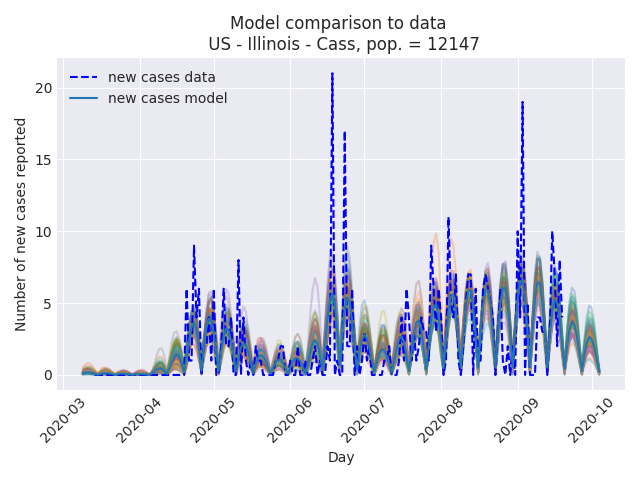 Model comparison to data
US - Illinois - Cass, pop. = 12147
new cases data
new cases model
Number of new cases reported
20
15
10
5
0
2020-03
2020-04
2020-05
2020-06
2020-07
2020-08
2020-09
2020-10
Day